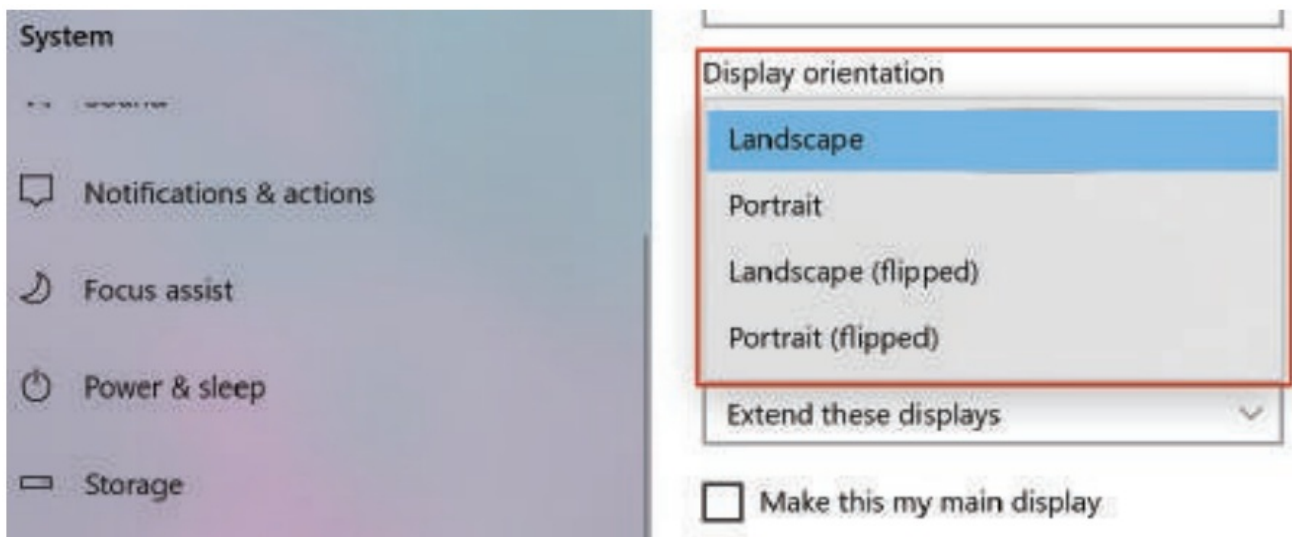 System
Notifications & actions
Focus assist
Power & sleep
Storage
Display orientation
Landscape
Portrait
Landscape (flipped)
Portrait (flipped)
Extend these displays
Make this my main display